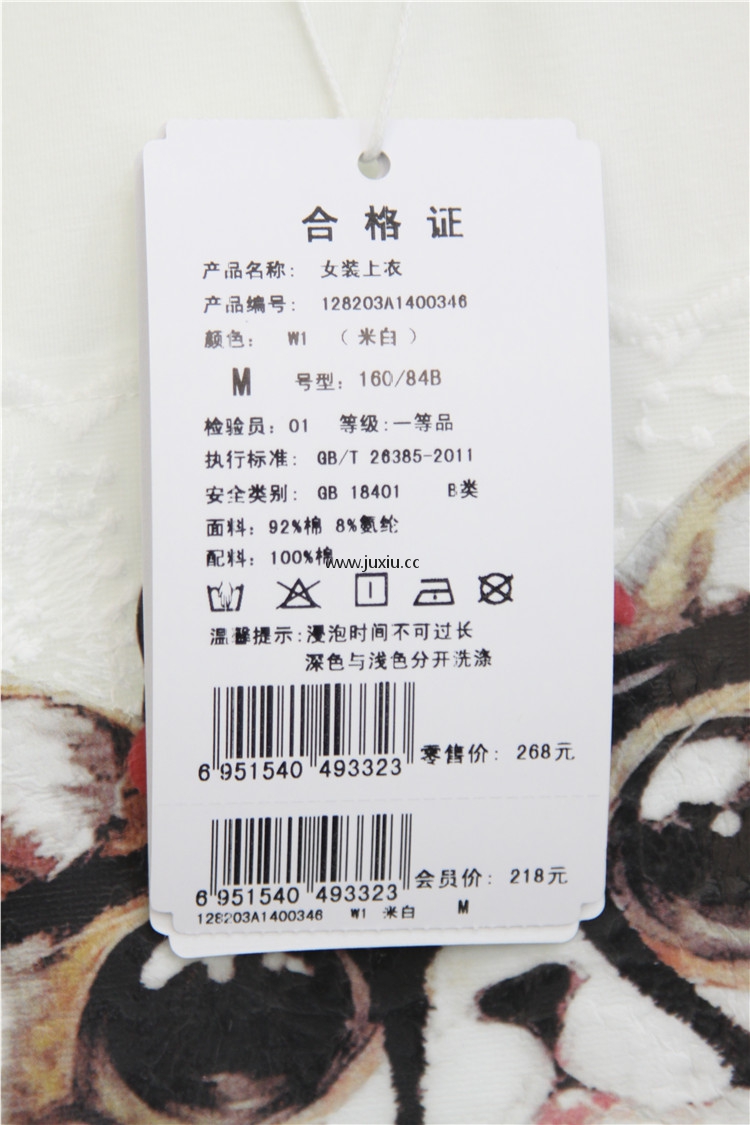 合格证
产品名称: 女装上衣
产品编号: 128203A1400346
颜色: W1 (米白)
M 号型: 160/84B
检验员: 01 等级:一等品
执行标准: GB/T 26385-2011
安全类别: GB 18401 B类
面料: 92%棉 8%氨纶
配料: 100%棉
www.juxiu.cc
温馨提示:浸泡时间不可过长
深色与浅色分开洗涤
6 951540 493323 零售价: 268元
6 951540 493323 会员价: 218元
128203A1400346 W1 米白 M